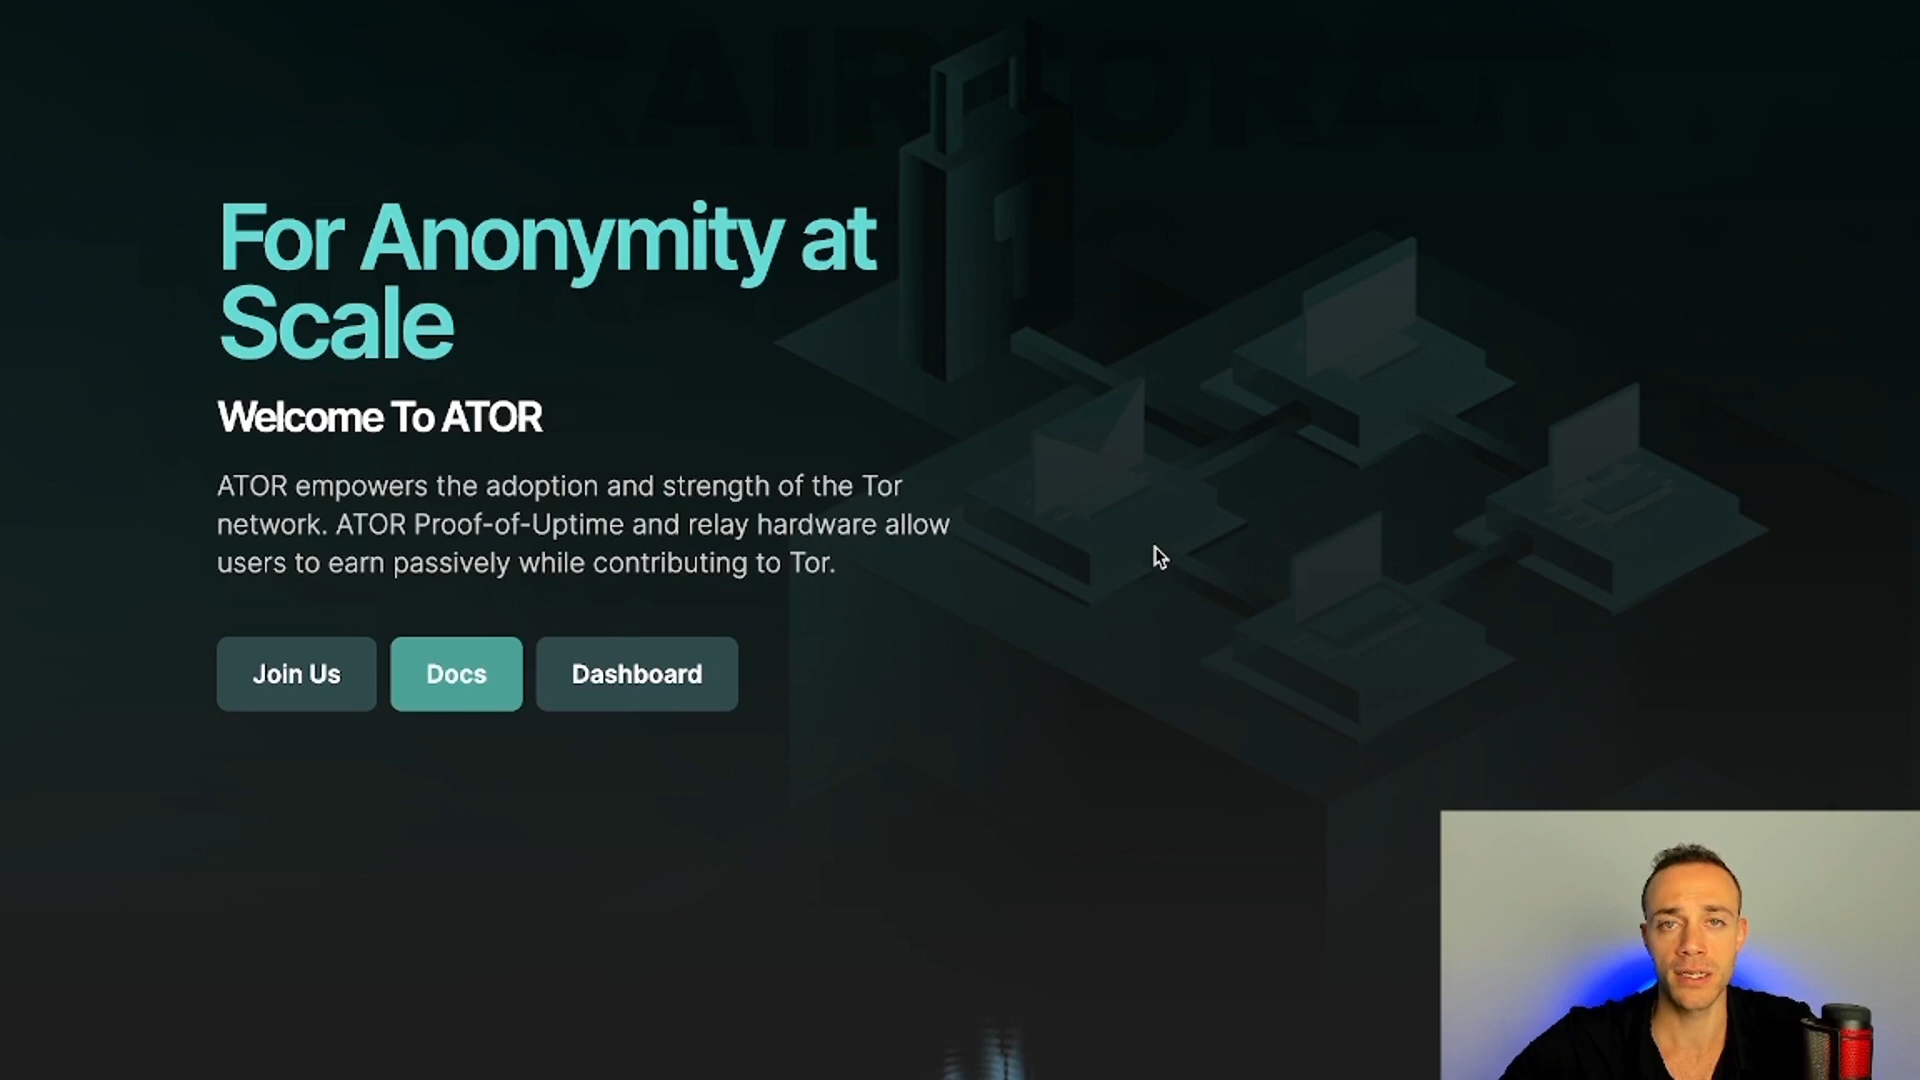 For Anonymity at
Scale
Welcome To ATOR
ATOR empowers the adoption and strength of the Tor
network. ATOR Proof-of-Uptime and relay hardware allow
users to earn passively while contributing to Tor.
Join Us
Docs
Dashboard